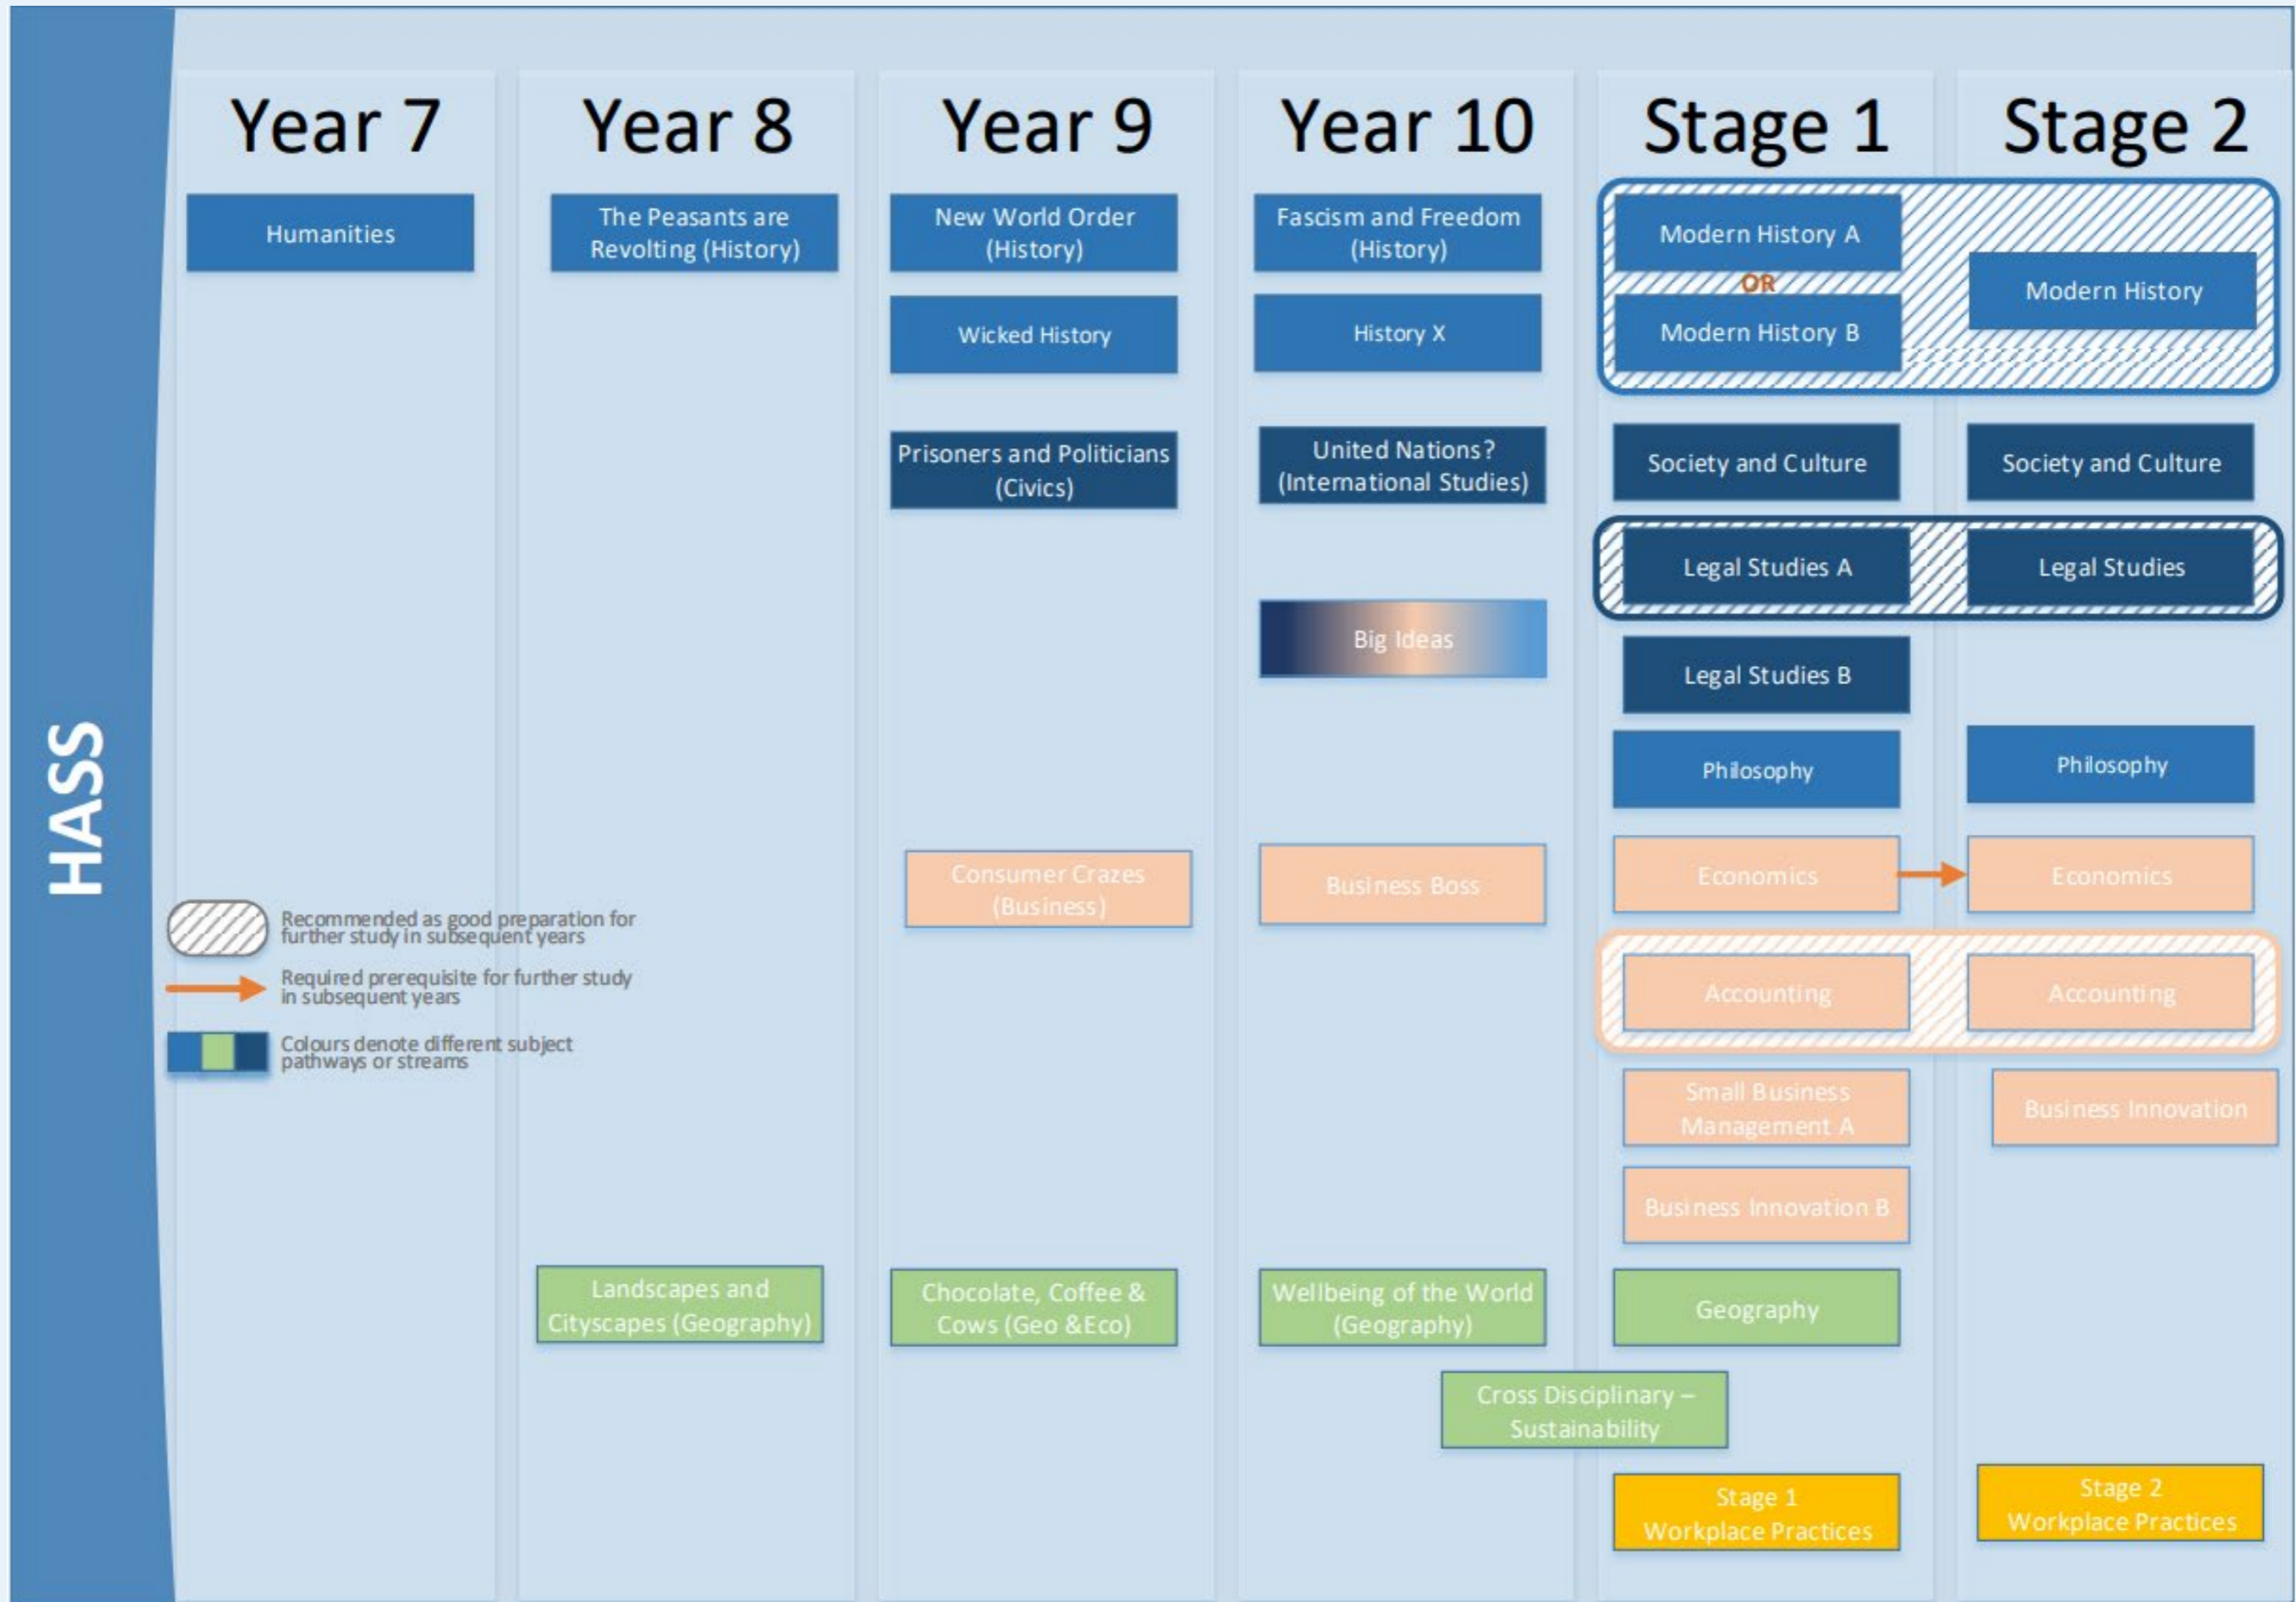 HASS
Year 7
Humanities
Year 8
The Peasants are
Revolting (History)
Landscapes and
Cityscapes (Geography)
Year 9
New World Order
(History)
Wicked History
Prisoners and Politicians
(Civics)
Consumer Crazes
(Business)
Chocolate, Coffee &
Cows (Geo &Eco)
Year 10
Fascism and Freedom
(History)
History X
United Nations?
(International Studies)
Big Ideas
Business Boss
Wellbeing of the World
(Geography)
Cross Disciplinary –
Sustainability
Stage 1
Modern History A
OR
Modern History B
Society and Culture
Legal Studies A
Legal Studies B
Philosophy
Economics
Accounting
Small Business
Management A
Business Innovation B
Geography
Stage 1
Workplace Practices
Stage 2
Modern History
Society and Culture
Legal Studies
Philosophy
Economics
Accounting
Business Innovation
Stage 2
Workplace Practices
Recommended as good preparation for
further study in subsequent years
Required prerequisite for further study
in subsequent years
Colours denote different subject
pathways or streams